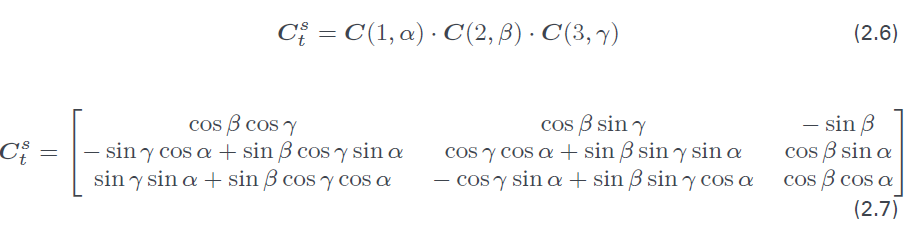 C_t^s = C(1, α) · C(2, β) · C(3, γ) (2.6)
C_t^s = [ cos β cos γ cos β sin γ − sin β
− sin γ cos α + sin β cos γ sin α cos γ cos α + sin β sin γ sin α cos β sin α
sin γ sin α + sin β cos γ cos α − cos γ sin α + sin β sin γ cos α cos β cos α ]
(2.7)